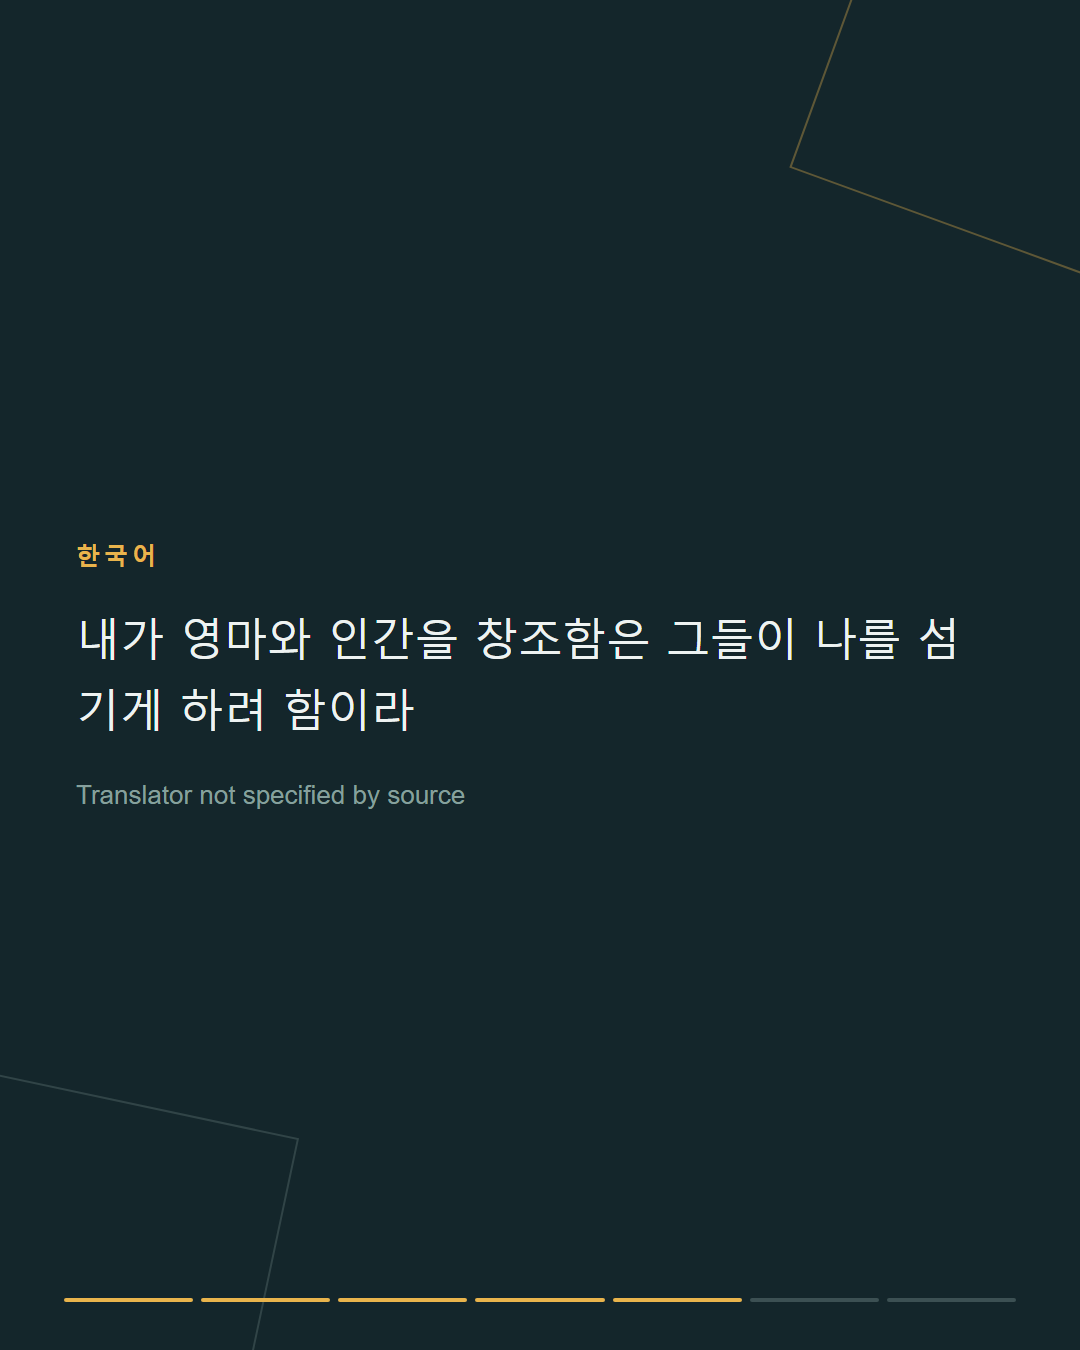 한국어
내가 영마와 인간을 창조함은 그들이 나를 섬
기게 하려 함이라
Translator not specified by source